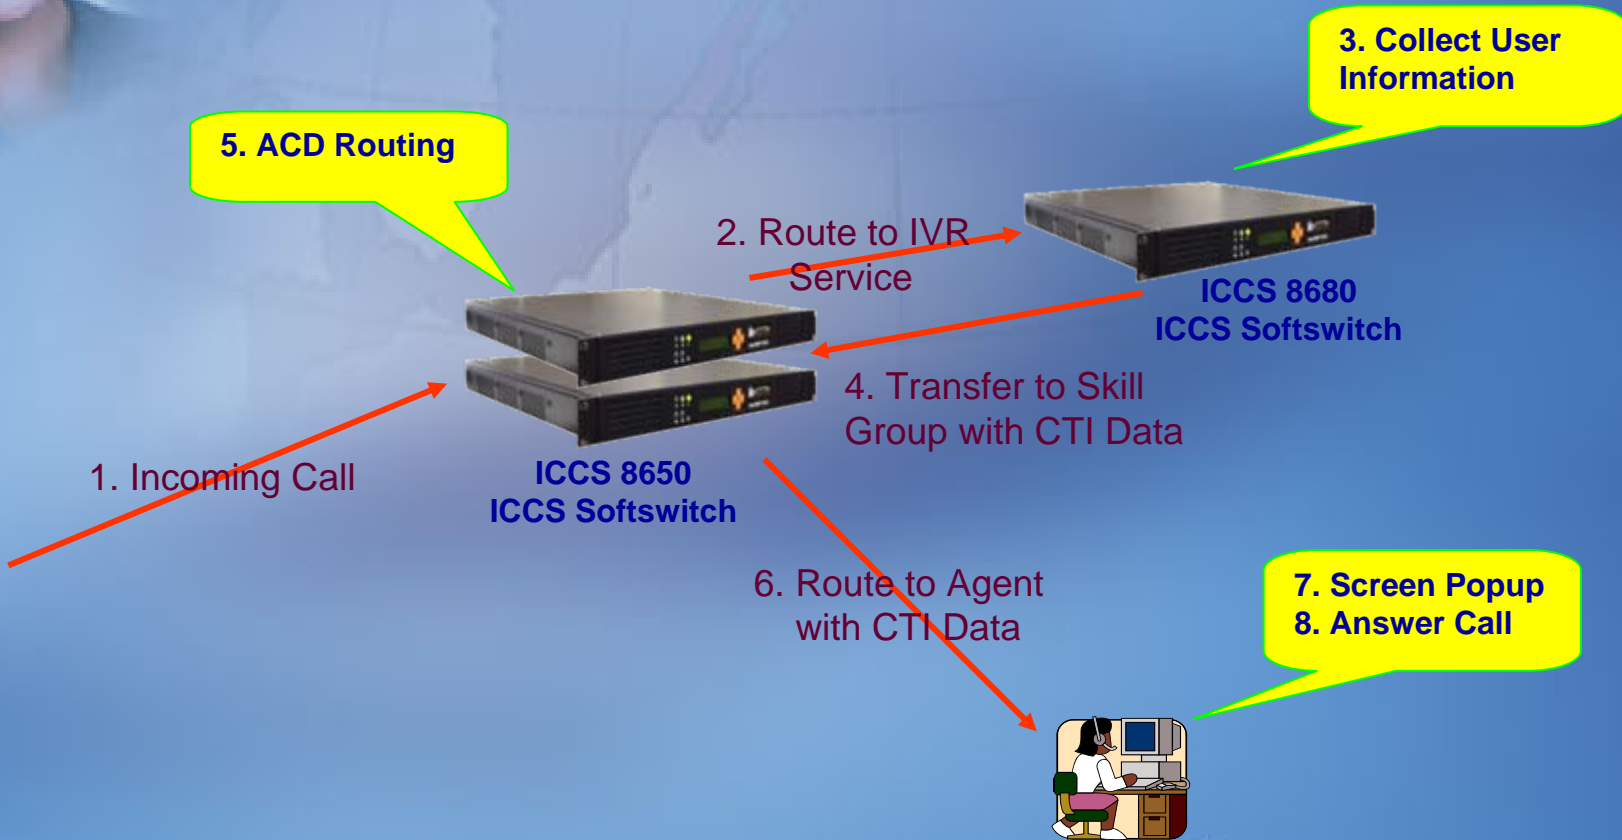 3. Collect User
Information
5. ACD Routing
2. Route to IVR
Service
ICCS 8680
ICCS Softswitch
4. Transfer to Skill
Group with CTI Data
1. Incoming Call
ICCS 8650
ICCS Softswitch
6. Route to Agent
with CTI Data
7. Screen Popup
8. Answer Call